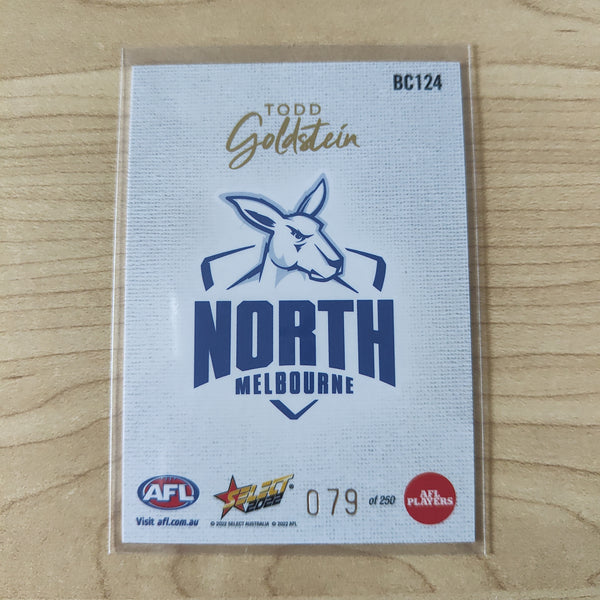 BC124
TODD
Goldstein
NORTH
MELBOURNE
AFL
SELECT
2022
079 of 250
AFL
PLAYERS
Visit afl.com.au
© 2022 SELECT AUSTRALIA © 2022 AFL